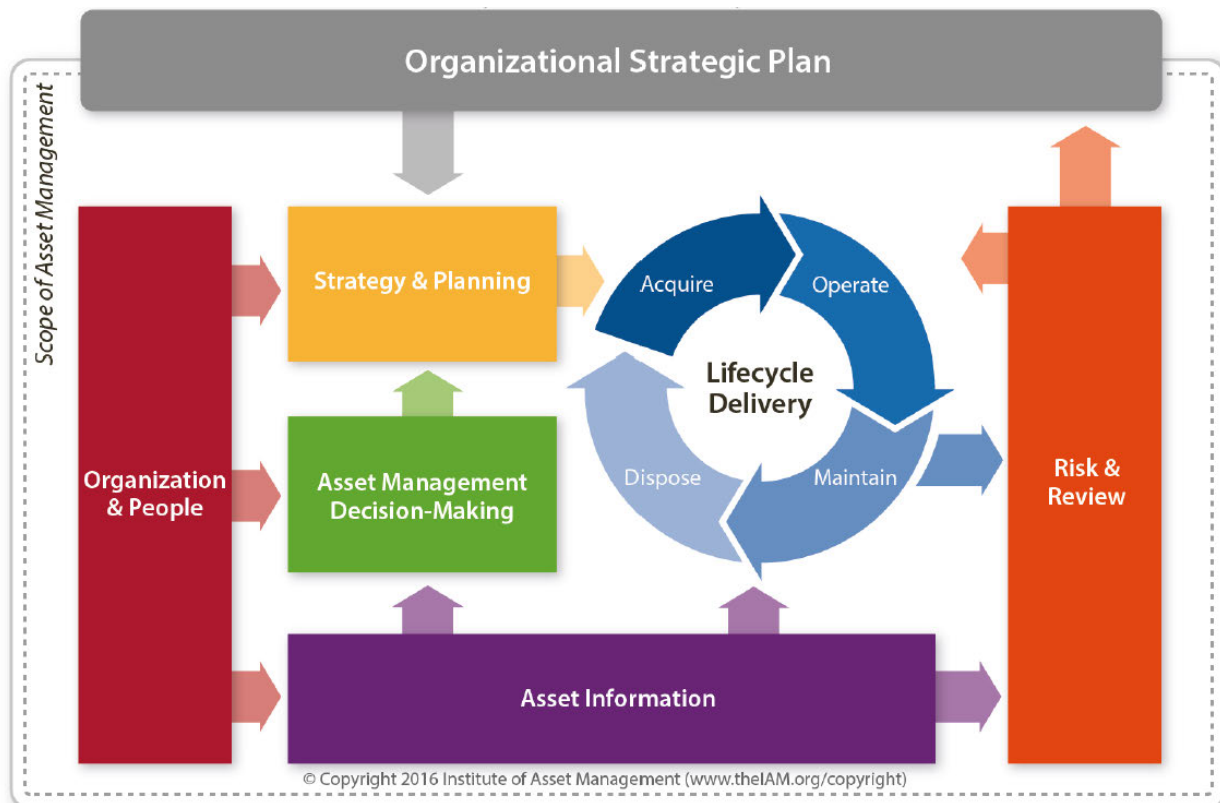 Organizational Strategic Plan
Scope of Asset Management
Strategy & Planning
Acquire
Operate
Lifecycle
Delivery
Organization
& People
Asset Management
Decision-Making
Dispose
Maintain
Risk &
Review
Asset Information
© Copyright 2016 Institute of Asset Management (www.theIAM.org/copyright)